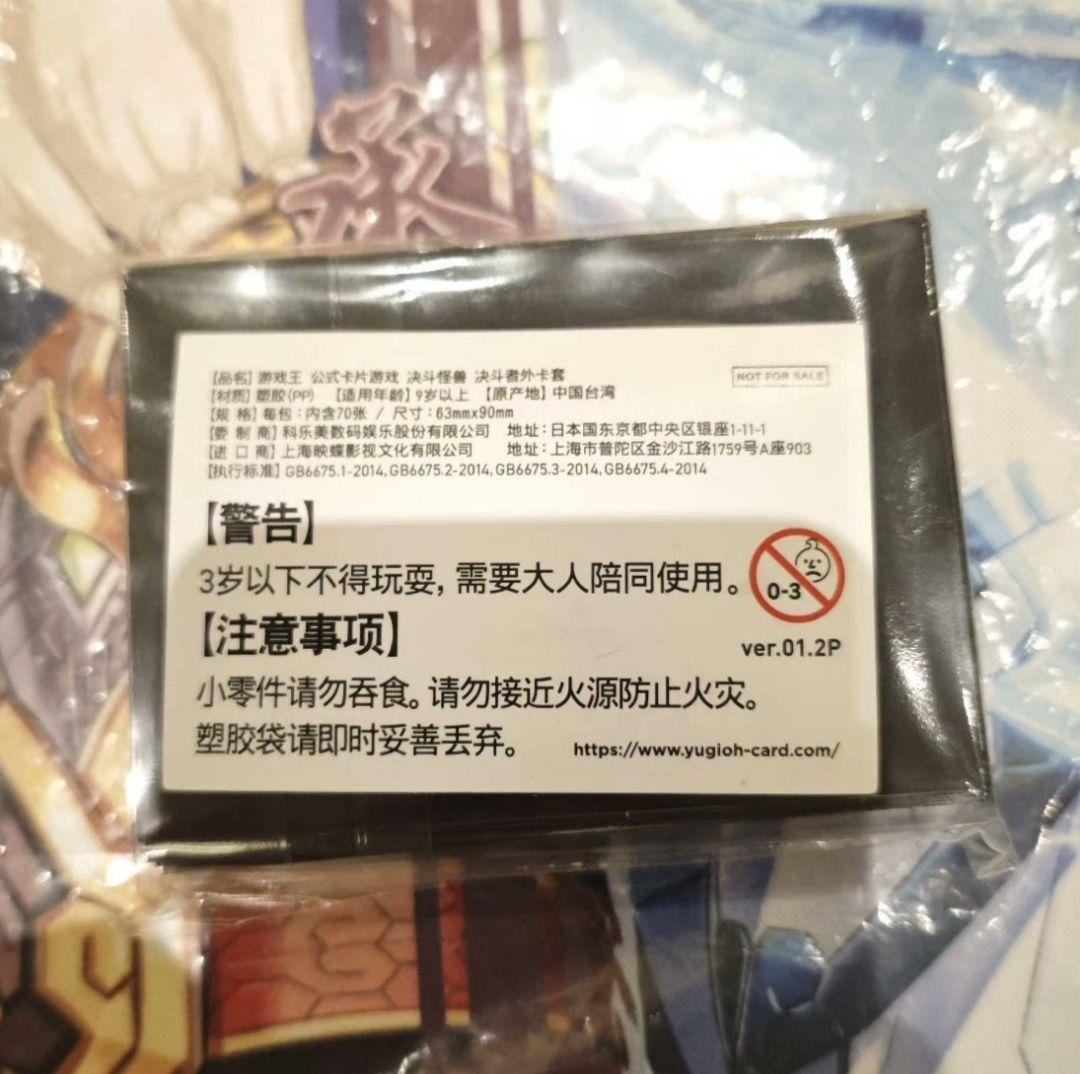 承
【品名】游戏王 公式卡片游戏 决斗怪兽 决斗者外卡套
NOT FOR SALE
【材质】塑胶(PP) 【适用年龄】9岁以上 【原产地】中国台湾
【规 格】每包：内含70张 / 尺寸：63mmx90mm
【委 制 商】科乐美数码娱乐股份有限公司 地址：日本国东京都中央区银座1-11-1
【进 口 商】上海映蝶影视文化有限公司 地址：上海市普陀区金沙江路1759号A座903
【执行标准】GB6675.1-2014,GB6675.2-2014,GB6675.3-2014,GB6675.4-2014
【警告】
3岁以下不得玩耍，需要大人陪同使用。
0-3
【注意事项】
ver.01.2P
小零件请勿吞食。请勿接近火源防止火灾。
塑胶袋请即时妥善丢弃。
https://www.yugioh-card.com/